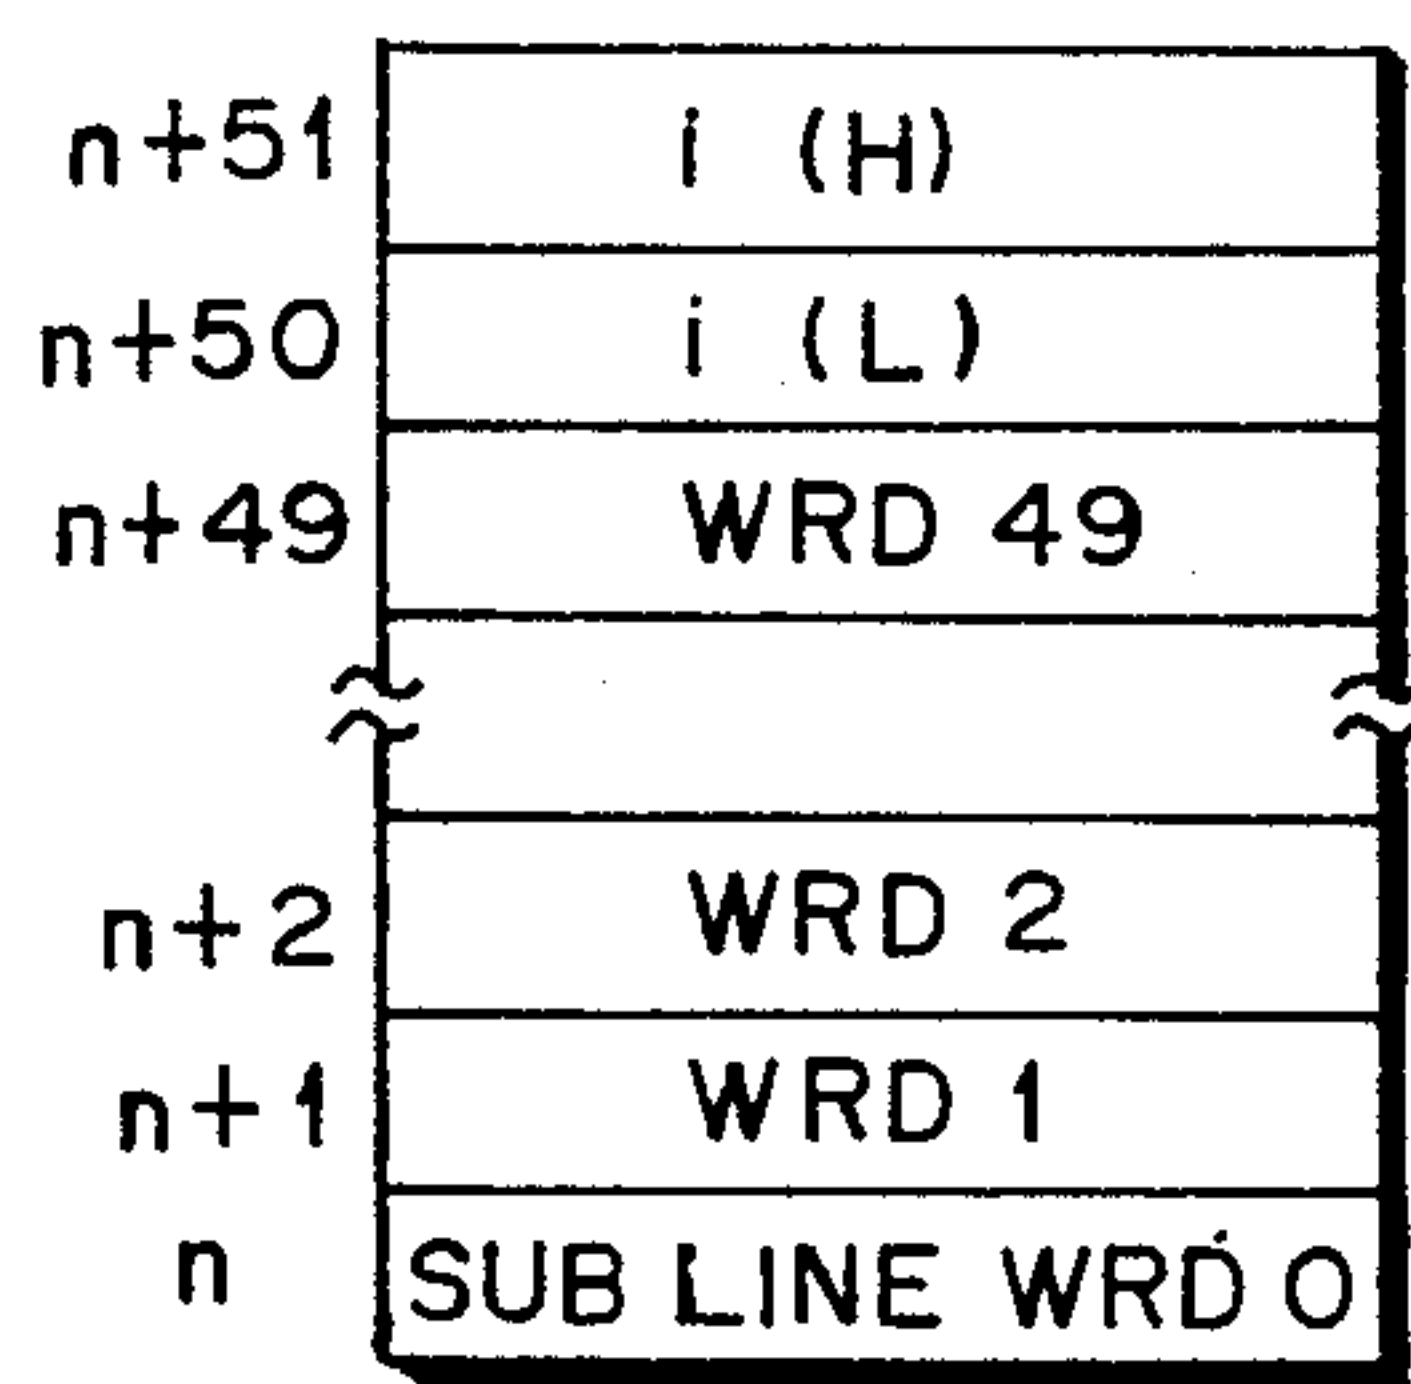 n+51 i (H)
n+50 i (L)
n+49 WRD 49
n+2 WRD 2
n+1 WRD 1
n SUB LINE WRD 0